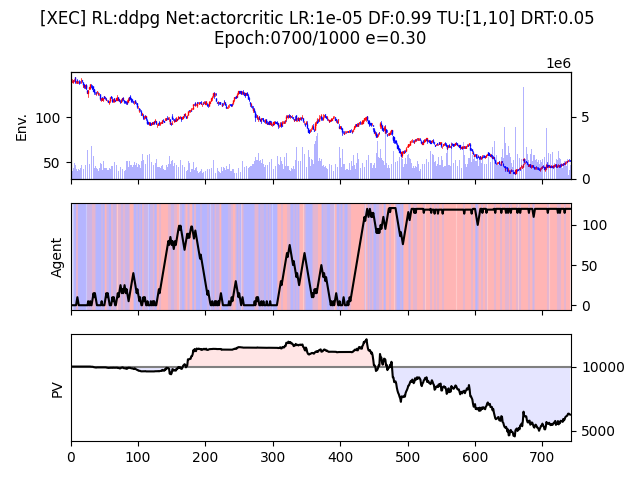 [XEC] RL:ddpg Net:actorcritic LR:1e-05 DF:0.99 TU:[1,10] DRT:0.05
Epoch:0700/1000 e=0.30
1e6
Env.
100
50
5
0
Agent
100
50
0
PV
10000
5000
0 100 200 300 400 500 600 700